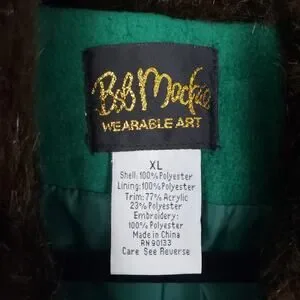 Bob Mackie
WEARABLE ART
XL
Shell: 100% Polyester
Lining: 100% Polyester
Trim: 77% Acrylic
23% Polyester
Embroidery:
100% Polyester
Made in China
RN 90133
Care See Reverse